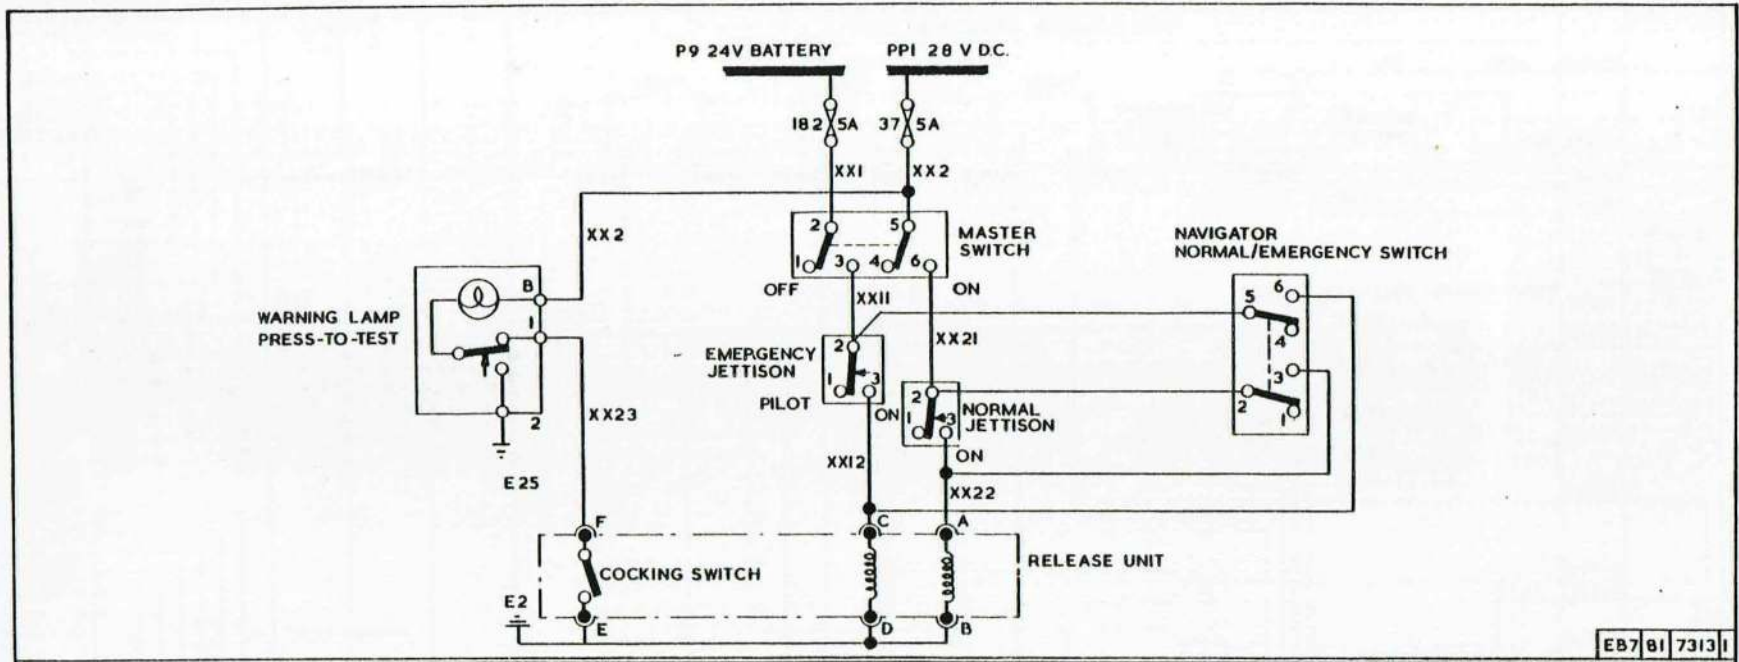 P9 24V BATTERY
PP1 28 V D.C.
182 5A
37 5A
XX1
XX2
XX2
2
5
1
3
4
6
MASTER
SWITCH
OFF
ON
NAVIGATOR
NORMAL/EMERGENCY SWITCH
6
5
4
3
2
1
B
1
2
WARNING LAMP
PRESS-TO-TEST
XX11
XX21
2
EMERGENCY
JETTISON
1
3
PILOT
ON
2
1
3
NORMAL
JETTISON
ON
XX23
XX12
XX22
E25
F
C
A
COCKING SWITCH
RELEASE UNIT
E2
E
D
B
EB7 B1 7313 1